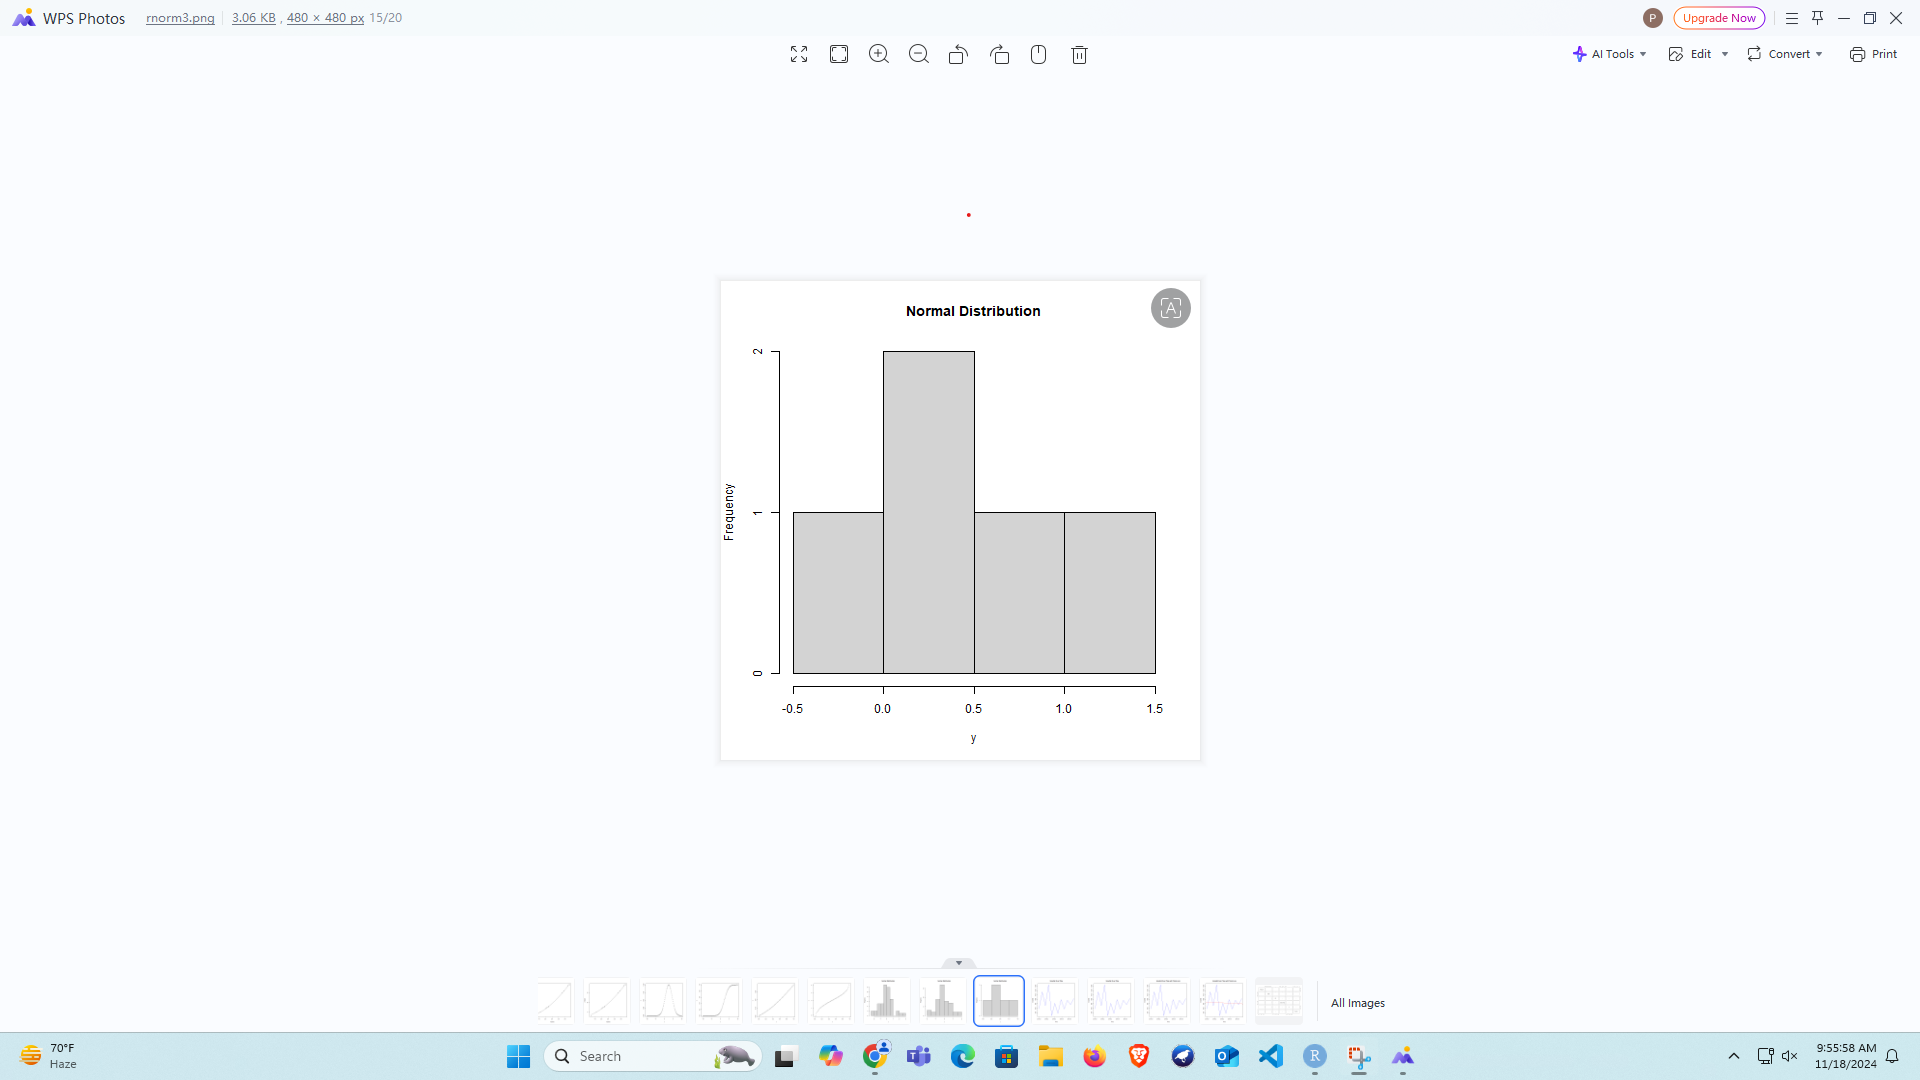 WPS Photos rnorm3.png 3.06 KB , 480 × 480 px 15/20 P Upgrade Now
AI Tools Edit Convert Print
Normal Distribution
A
2
1
0
Frequency
-0.5 0.0 0.5 1.0 1.5
y
All Images
70°F
Haze
Search
9:55:58 AM
11/18/2024